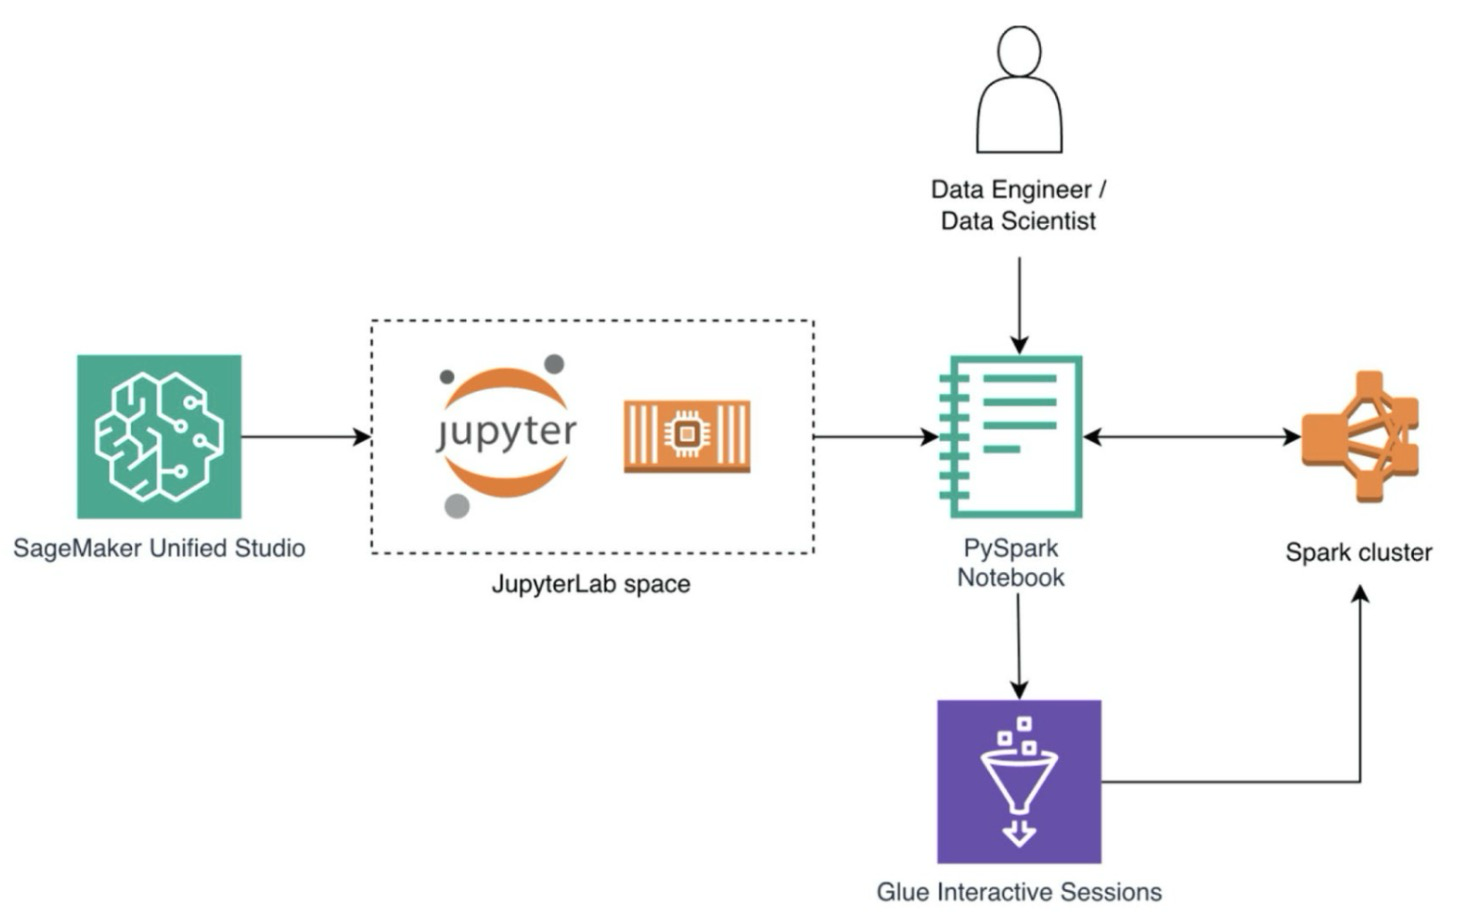 Data Engineer /
Data Scientist
jupyter
SageMaker Unified Studio
JupyterLab space
PySpark
Notebook
Spark cluster
Glue Interactive Sessions